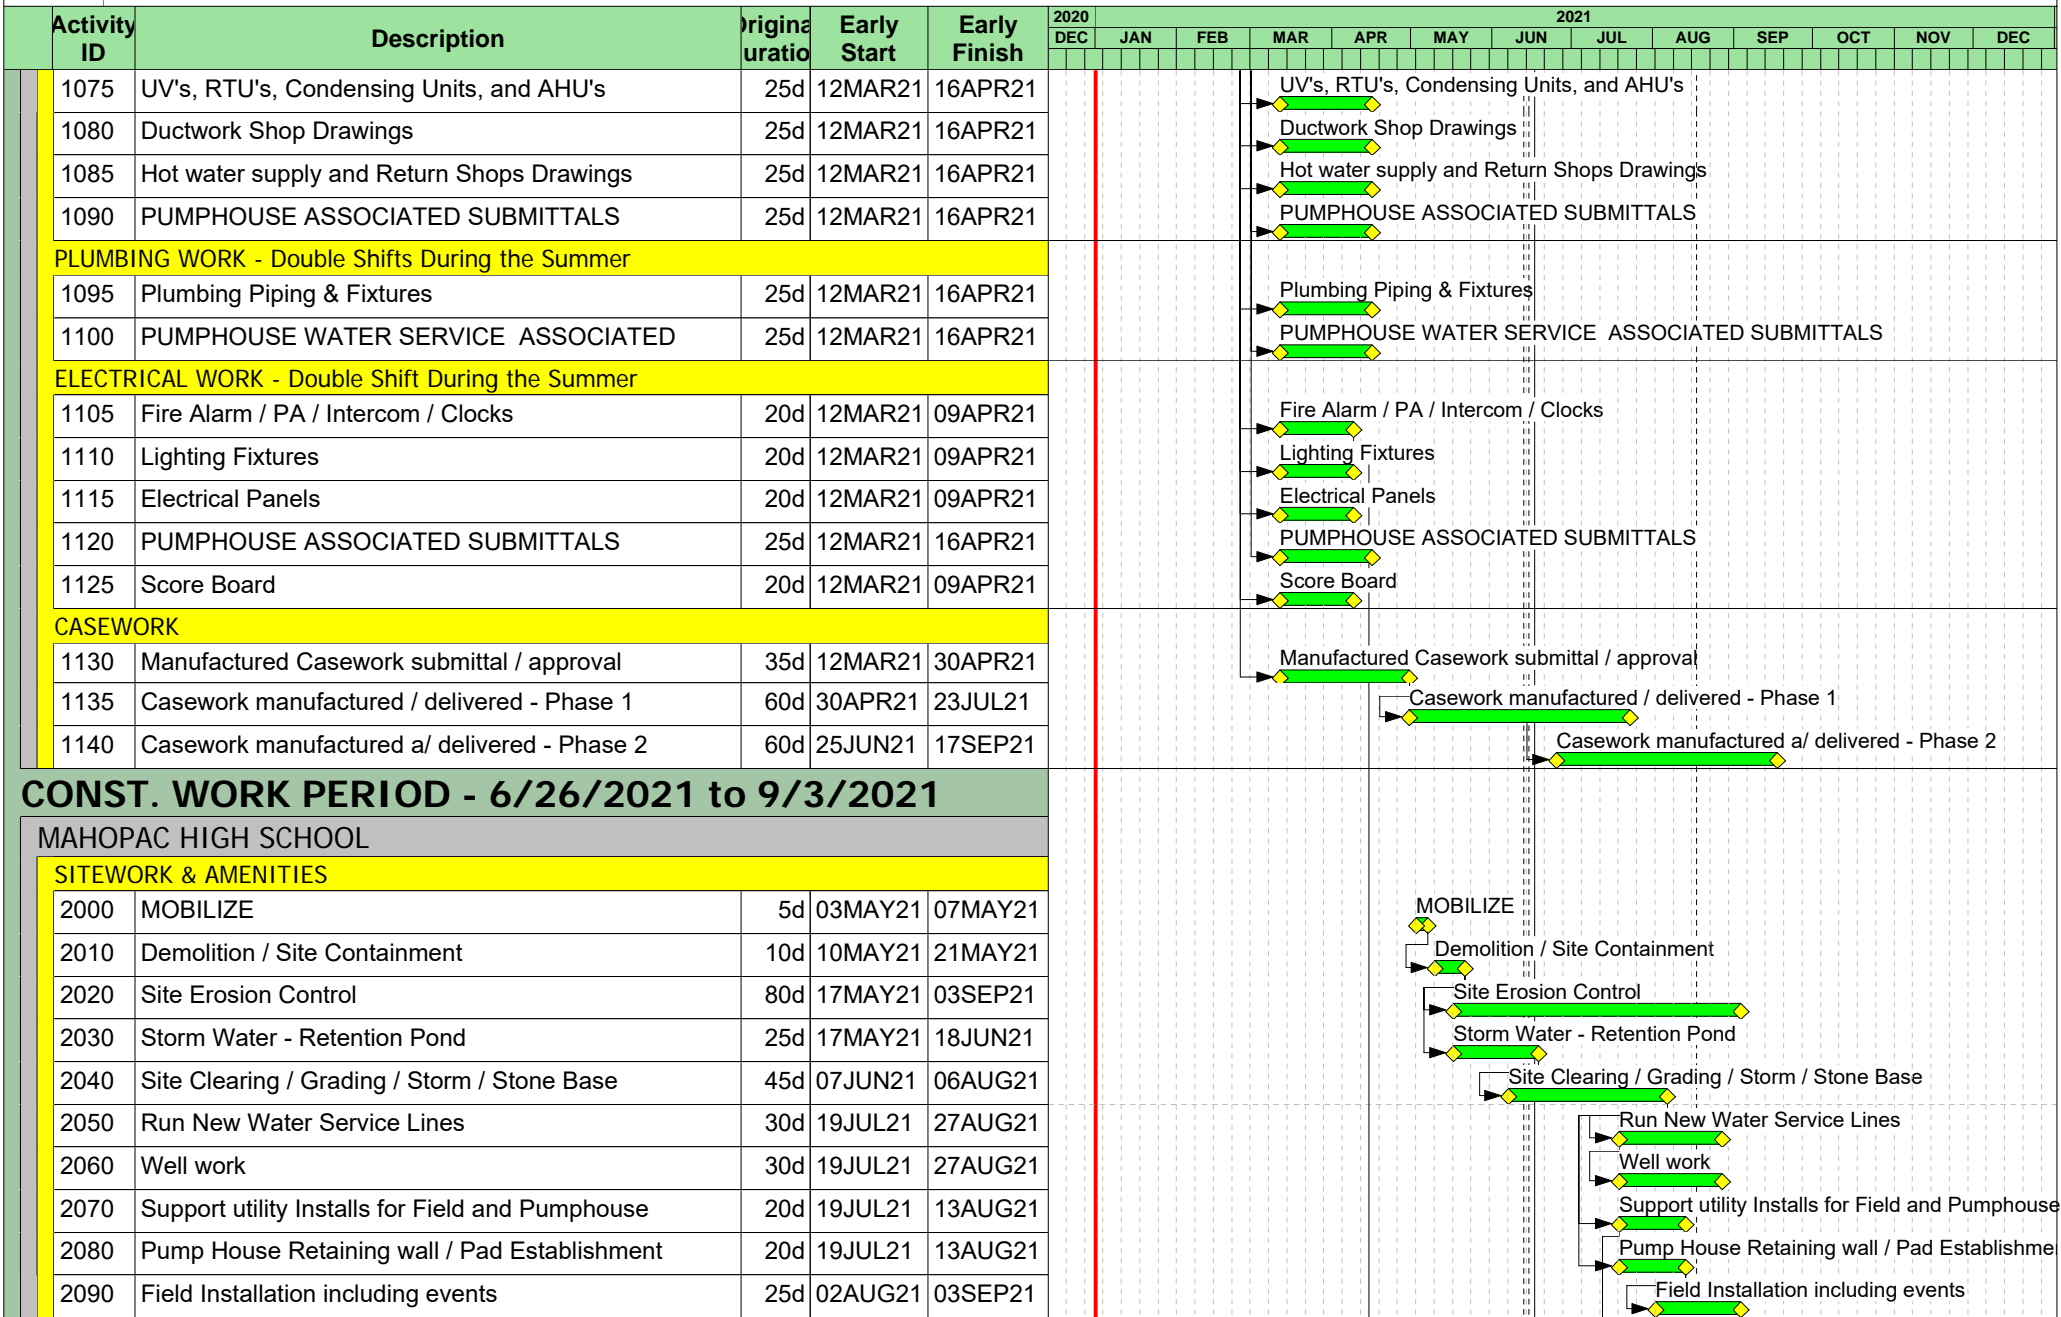 Activity ID Description Origina uratio Early Start Early Finish 2020 2021
DEC JAN FEB MAR APR MAY JUN JUL AUG SEP OCT NOV DEC
1075 UV's, RTU's, Condensing Units, and AHU's 25d 12MAR21 16APR21 UV's, RTU's, Condensing Units, and AHU's
1080 Ductwork Shop Drawings 25d 12MAR21 16APR21 Ductwork Shop Drawings
1085 Hot water supply and Return Shops Drawings 25d 12MAR21 16APR21 Hot water supply and Return Shops Drawings
1090 PUMPHOUSE ASSOCIATED SUBMITTALS 25d 12MAR21 16APR21 PUMPHOUSE ASSOCIATED SUBMITTALS
PLUMBING WORK - Double Shifts During the Summer
1095 Plumbing Piping & Fixtures 25d 12MAR21 16APR21 Plumbing Piping & Fixtures
1100 PUMPHOUSE WATER SERVICE ASSOCIATED 25d 12MAR21 16APR21 PUMPHOUSE WATER SERVICE ASSOCIATED SUBMITTALS
ELECTRICAL WORK - Double Shift During the Summer
1105 Fire Alarm / PA / Intercom / Clocks 20d 12MAR21 09APR21 Fire Alarm / PA / Intercom / Clocks
1110 Lighting Fixtures 20d 12MAR21 09APR21 Lighting Fixtures
1115 Electrical Panels 20d 12MAR21 09APR21 Electrical Panels
1120 PUMPHOUSE ASSOCIATED SUBMITTALS 25d 12MAR21 16APR21 PUMPHOUSE ASSOCIATED SUBMITTALS
1125 Score Board 20d 12MAR21 09APR21 Score Board
CASEWORK
1130 Manufactured Casework submittal / approval 35d 12MAR21 30APR21 Manufactured Casework submittal / approval
1135 Casework manufactured / delivered - Phase 1 60d 30APR21 23JUL21 Casework manufactured / delivered - Phase 1
1140 Casework manufactured a/ delivered - Phase 2 60d 25JUN21 17SEP21 Casework manufactured a/ delivered - Phase 2
CONST. WORK PERIOD - 6/26/2021 to 9/3/2021
MAHOPAC HIGH SCHOOL
SITEWORK & AMENITIES
2000 MOBILIZE 5d 03MAY21 07MAY21 MOBILIZE
2010 Demolition / Site Containment 10d 10MAY21 21MAY21 Demolition / Site Containment
2020 Site Erosion Control 80d 17MAY21 03SEP21 Site Erosion Control
2030 Storm Water - Retention Pond 25d 17MAY21 18JUN21 Storm Water - Retention Pond
2040 Site Clearing / Grading / Storm / Stone Base 45d 07JUN21 06AUG21 Site Clearing / Grading / Storm / Stone Base
2050 Run New Water Service Lines 30d 19JUL21 27AUG21 Run New Water Service Lines
2060 Well work 30d 19JUL21 27AUG21 Well work
2070 Support utility Installs for Field and Pumphouse 20d 19JUL21 13AUG21 Support utility Installs for Field and Pumphouse
2080 Pump House Retaining wall / Pad Establishment 20d 19JUL21 13AUG21 Pump House Retaining wall / Pad Establishme
2090 Field Installation including events 25d 02AUG21 03SEP21 Field Installation including events